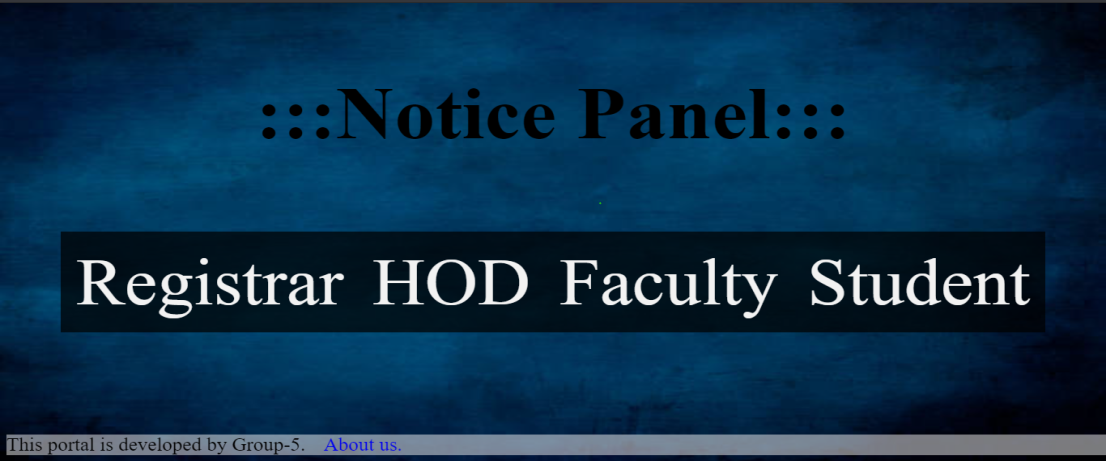 :::Notice Panel:::
Registrar HOD Faculty Student
This portal is developed by Group-5. About us.